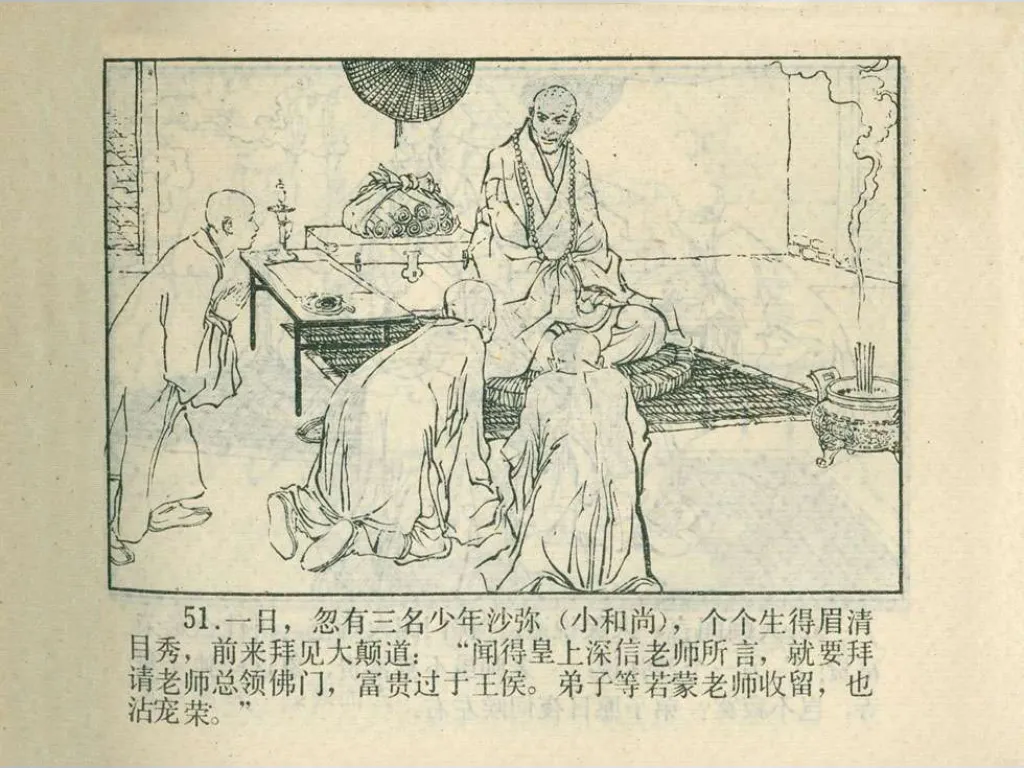 51.一日，忽有三名少年沙弥（小和尚），个个生得眉清
目秀，前来拜见大颠道：“闻得皇上深信老师所言，就要拜
请老师总领佛门，富贵过于王侯。弟子等若蒙老师收留，也
沾宠荣。”